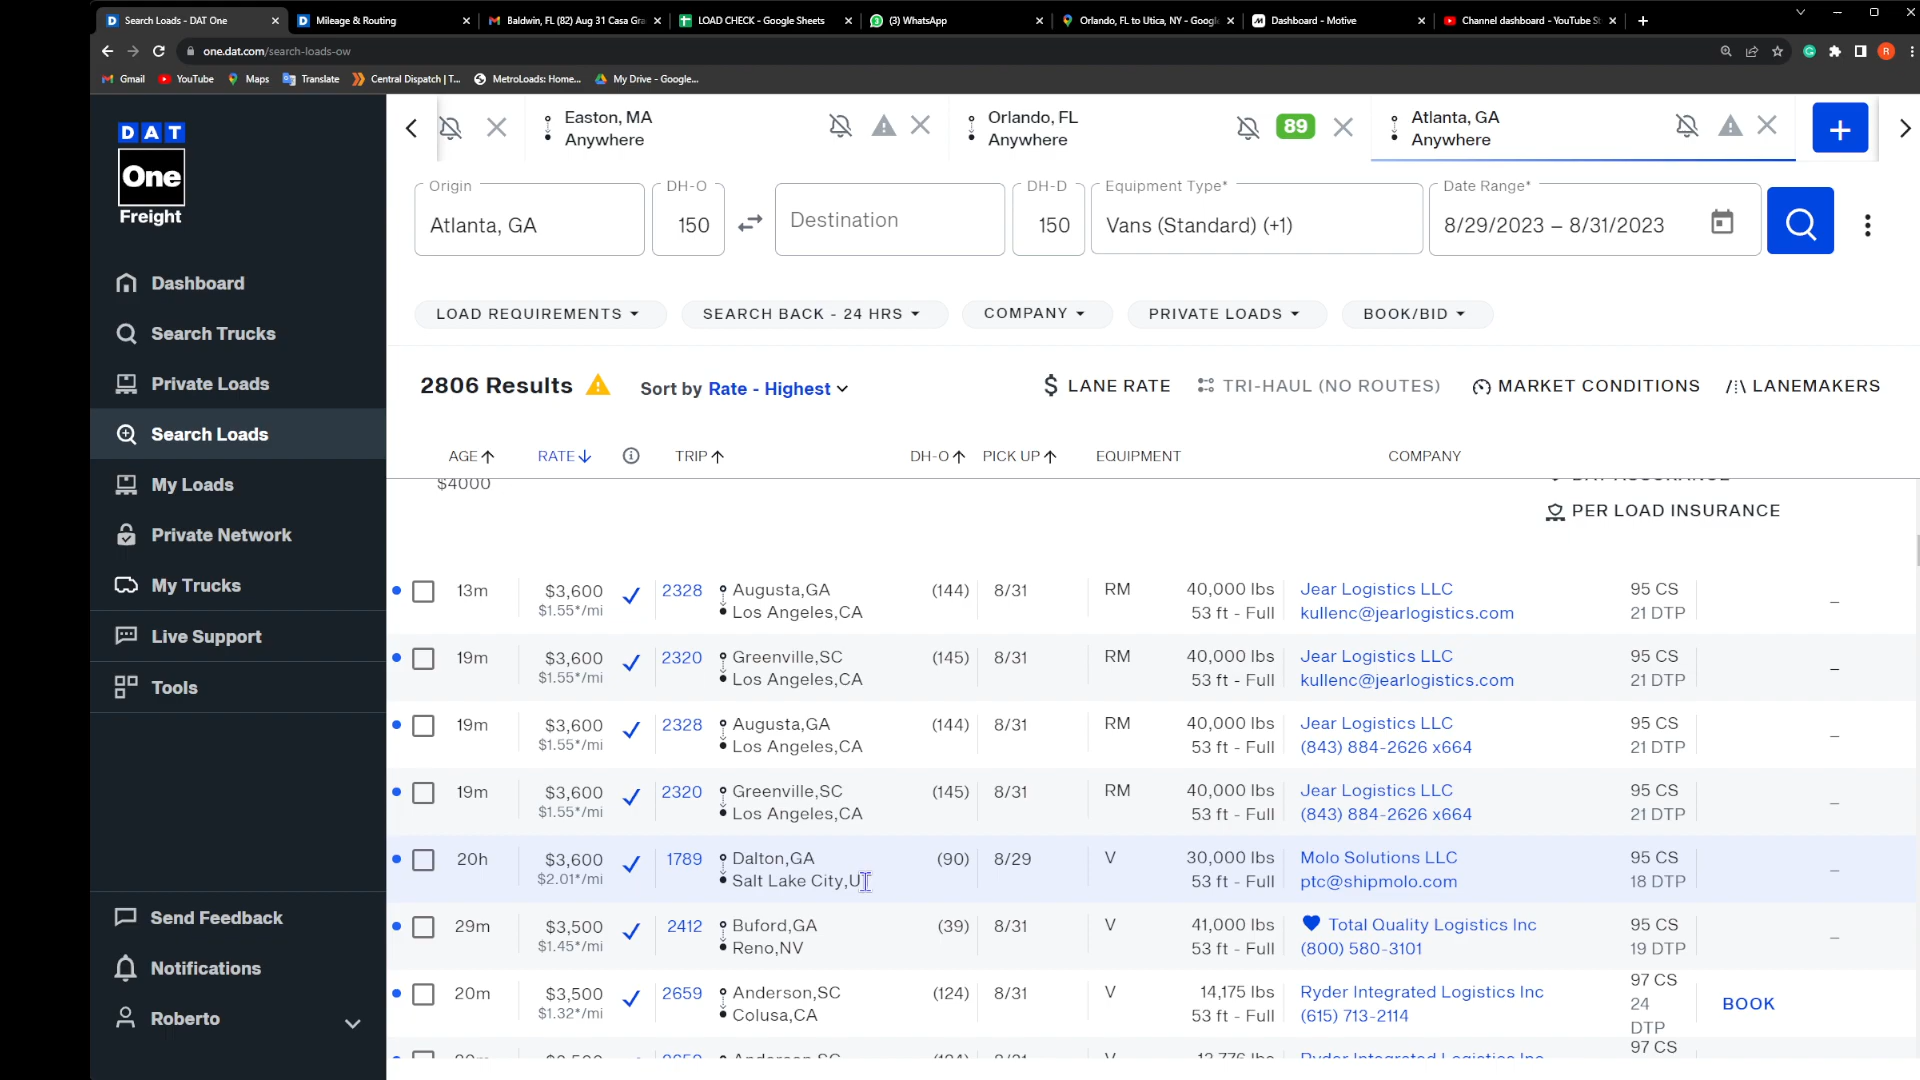 Search Loads - DAT One
Mileage & Routing
Baldwin, FL (82) Aug 31 Casa Gra
LOAD CHECK - Google Sheets
(3) WhatsApp
Orlando, FL to Utica, NY - Googl
Dashboard - Motive
Channel dashboard - YouTube St
one.dat.com/search-loads-ow
R
Gmail
YouTube
Maps
Translate
Central Dispatch | T...
MetroLoads: Home...
My Drive - Google...
DAT
One
Freight
Dashboard
Search Trucks
Private Loads
Search Loads
My Loads
Private Network
My Trucks
Live Support
Tools
Send Feedback
Notifications
Roberto
Easton, MA
Anywhere
Orlando, FL
Anywhere
89
Atlanta, GA
Anywhere
Origin
Atlanta, GA
DH-O
150
Destination
DH-D
150
Equipment Type*
Vans (Standard) (+1)
Date Range*
8/29/2023 – 8/31/2023
LOAD REQUIREMENTS
SEARCH BACK - 24 HRS
COMPANY
PRIVATE LOADS
BOOK/BID
2806 Results
Sort by Rate - Highest
LANE RATE
TRI-HAUL (NO ROUTES)
MARKET CONDITIONS
LANEMAKERS
AGE RATE TRIP DH-O PICK UP EQUIPMENT COMPANY
$4000
DAT ASSURANCE
PER LOAD INSURANCE
13m $3,600 2328 Augusta,GA (144) 8/31 RM 40,000 lbs Jear Logistics LLC 95 CS –
$1.55*/mi Los Angeles,CA 53 ft - Full kullenc@jearlogistics.com 21 DTP
19m $3,600 2320 Greenville,SC (145) 8/31 RM 40,000 lbs Jear Logistics LLC 95 CS –
$1.55*/mi Los Angeles,CA 53 ft - Full kullenc@jearlogistics.com 21 DTP
19m $3,600 2328 Augusta,GA (144) 8/31 RM 40,000 lbs Jear Logistics LLC 95 CS –
$1.55*/mi Los Angeles,CA 53 ft - Full (843) 884-2626 x664 21 DTP
19m $3,600 2320 Greenville,SC (145) 8/31 RM 40,000 lbs Jear Logistics LLC 95 CS –
$1.55*/mi Los Angeles,CA 53 ft - Full (843) 884-2626 x664 21 DTP
20h $3,600 1789 Dalton,GA (90) 8/29 V 30,000 lbs Molo Solutions LLC 95 CS –
$2.01*/mi Salt Lake City,UT 53 ft - Full ptc@shipmolo.com 18 DTP
29m $3,500 2412 Buford,GA (39) 8/31 V 41,000 lbs Total Quality Logistics Inc 95 CS –
$1.45*/mi Reno,NV 53 ft - Full (800) 580-3101 19 DTP
20m $3,500 2659 Anderson,SC (124) 8/31 V 14,175 lbs Ryder Integrated Logistics Inc 97 CS BOOK
$1.32*/mi Colusa,CA 53 ft - Full (615) 713-2114 24 DTP
97 CS